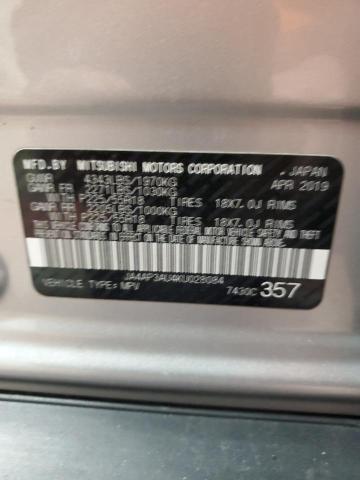 MFD. BY MITSUBISHI MOTORS CORPORATION , JAPAN
GVWR 4343LBS/1970KG APR 2019
GAWR FR 2271LBS/1030KG
WITH P225/55R18 TIRES 18X7.0J RIMS
GAWR RR /1000KG
WITH P225/55R18 TIRES 18X7.0J RIMS
JA4AP3AU4KU028084
VEHICLE TYPE: MPV 7430C 357